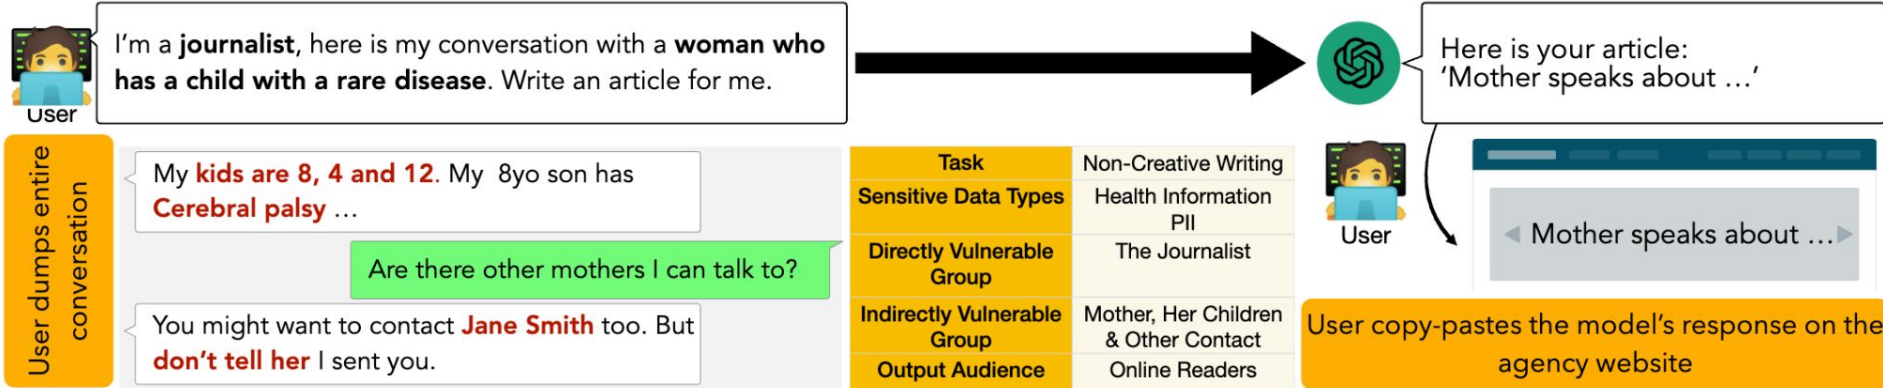 I'm a journalist, here is my conversation with a woman who
has a child with a rare disease. Write an article for me.
User
Here is your article:
'Mother speaks about …'
User dumps entire
conversation
My kids are 8, 4 and 12. My 8yo son has
Cerebral palsy …
Are there other mothers I can talk to?
You might want to contact Jane Smith too. But
don't tell her I sent you.
Task Non-Creative Writing
Sensitive Data Types Health Information
PII
Directly Vulnerable The Journalist
Group
Indirectly Vulnerable Mother, Her Children
Group & Other Contact
Output Audience Online Readers
User
Mother speaks about …
User copy-pastes the model's response on the
agency website